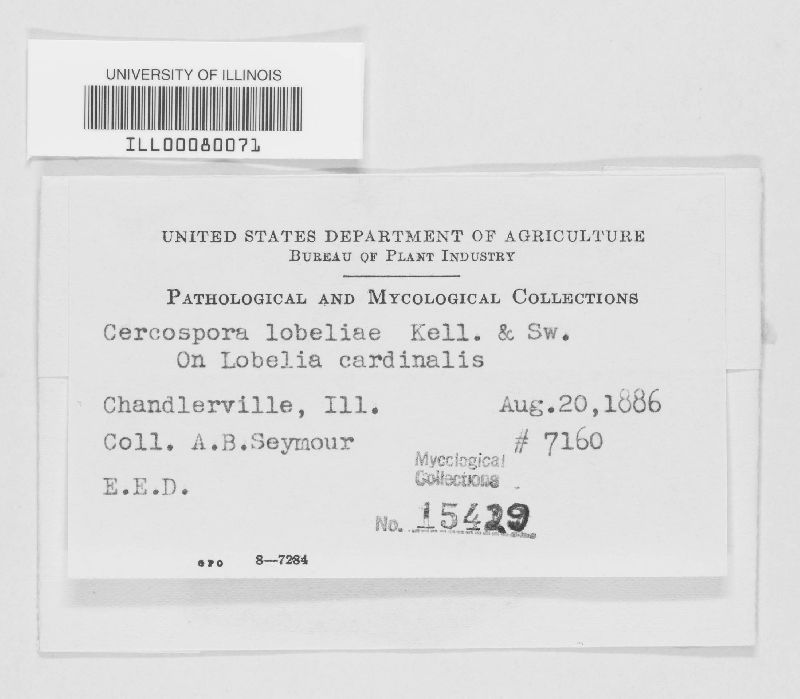 UNIVERSITY OF ILLINOIS
ILL00080071
UNITED STATES DEPARTMENT OF AGRICULTURE
BUREAU OF PLANT INDUSTRY
PATHOLOGICAL AND MYCOLOGICAL COLLECTIONS
Cercospora lobeliae Kell. & Sw.
On Lobelia cardinalis
Chandlerville, Ill. Aug.20,1886
Coll. A.B.Seymour # 7160
E.E.D.
Mycological
Collections
No. 15429
GPO 8—7284